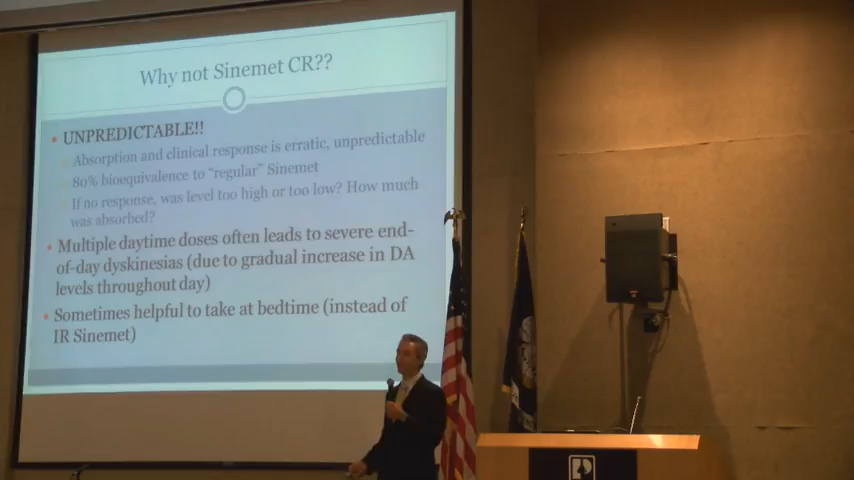 Why not Sinemet CR??
UNPREDICTABLE!!
Absorption and clinical response is erratic, unpredictable
80% bioequivalence to "regular" Sinemet
If no response, was level too high or too low? How much
was absorbed?
Multiple daytime doses often leads to severe end-
of-day dyskinesias (due to gradual increase in DA
levels throughout day)
Sometimes helpful to take at bedtime (instead of
IR Sinemet)